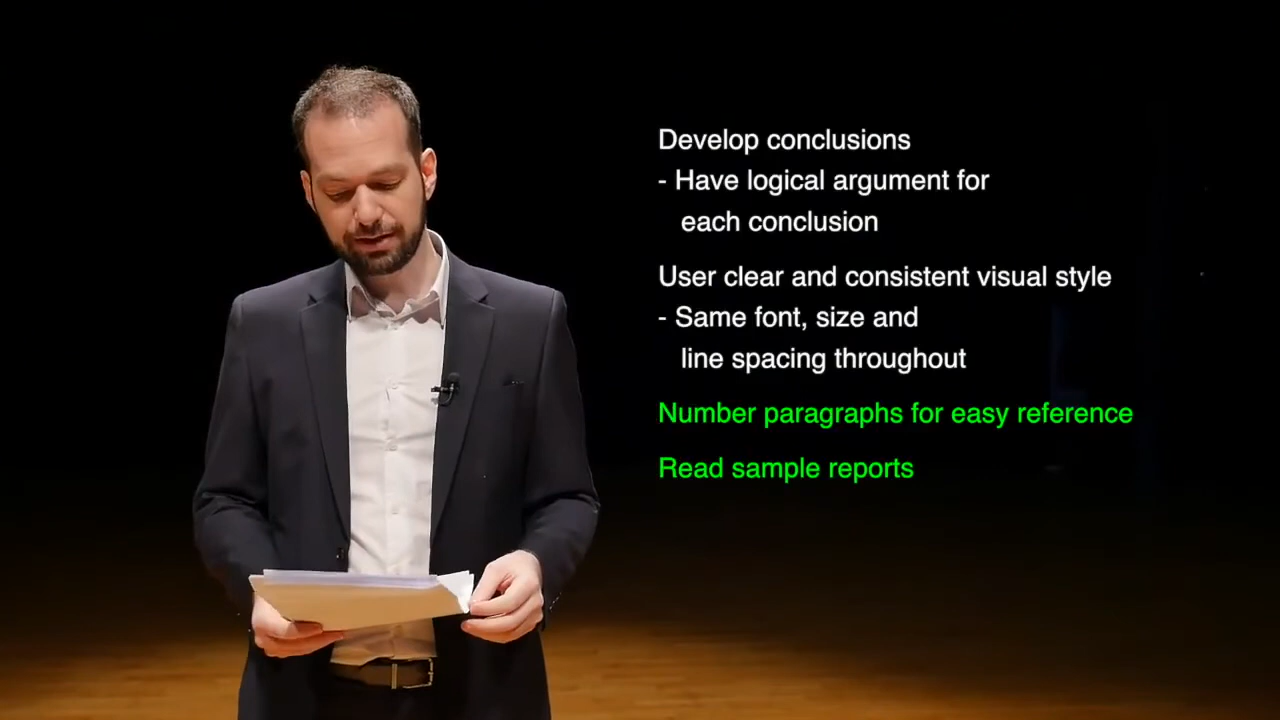 Develop conclusions
- Have logical argument for
each conclusion
User clear and consistent visual style
- Same font, size and
line spacing throughout
Number paragraphs for easy reference
Read sample reports